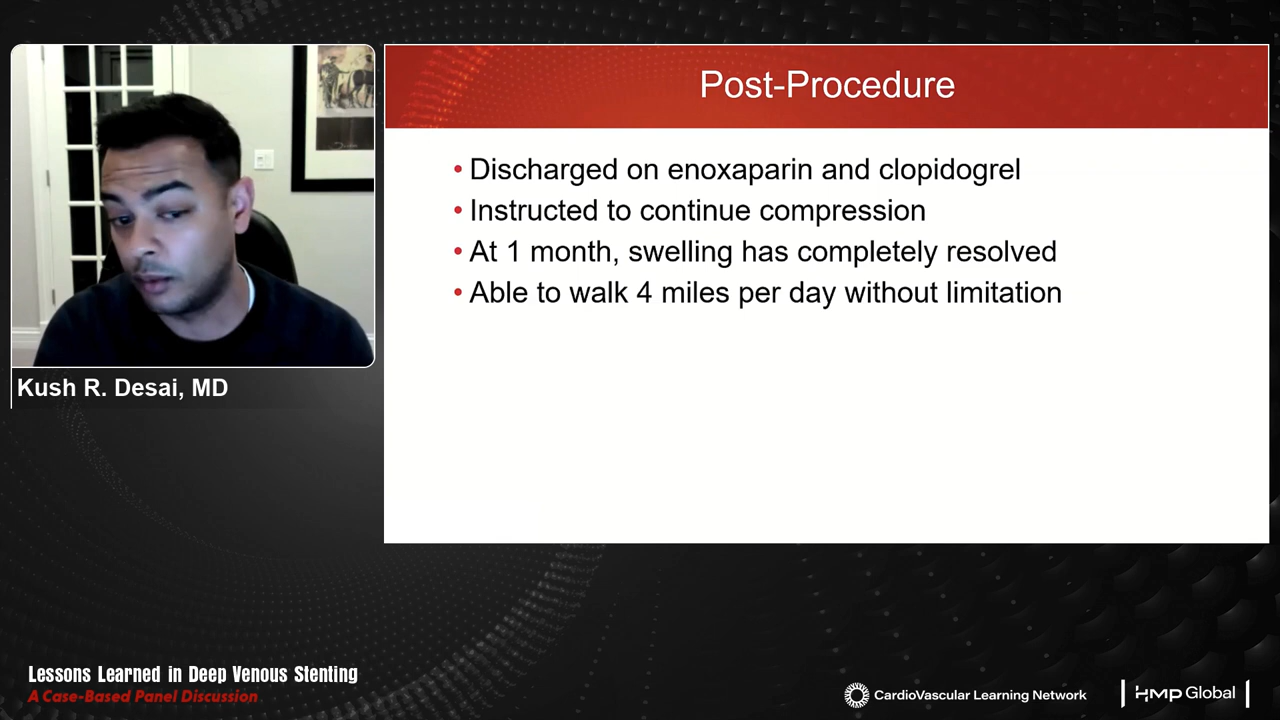 Post-Procedure
• Discharged on enoxaparin and clopidogrel
• Instructed to continue compression
• At 1 month, swelling has completely resolved
• Able to walk 4 miles per day without limitation
Kush R. Desai, MD
Lessons Learned in Deep Venous Stenting
A Case-Based Panel Discussion
CardioVascular Learning Network
HMP Global